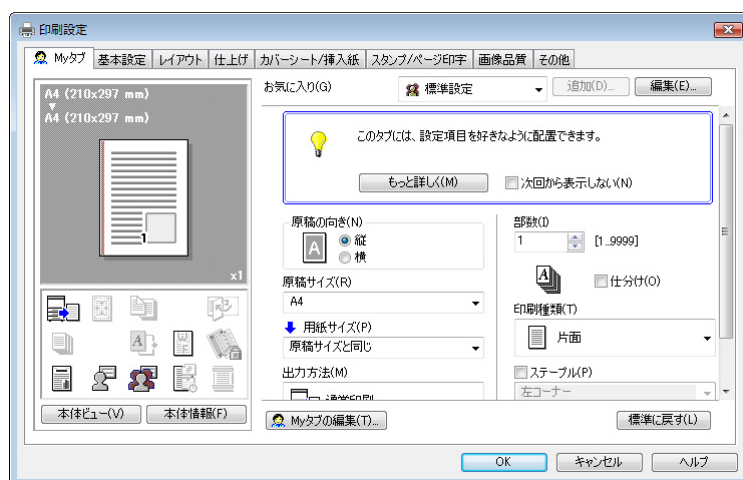 印刷設定
Myタブ 基本設定 レイアウト 仕上げ カバーシート/挿入紙 スタンプ/ページ印字 画像品質 その他
A4 (210x297 mm)
A4 (210x297 mm)
1
x1
本体ビュー(V) 本体情報(F)
お気に入り(G) 標準設定 追加(D)... 編集(E)...
このタブには、設定項目を好きなように配置できます。
もっと詳しく(M) 次回から表示しない(N)
原稿の向き(N)
A
縦
横
原稿サイズ(R)
A4
用紙サイズ(P)
原稿サイズと同じ
出力方法(M)
通常印刷
部数(I)
1 [1..9999]
A 仕分け(O)
印刷種類(T)
片面
ステープル(P)
左コーナー
Myタブの編集(T)... 標準に戻す(L)
OK キャンセル ヘルプ